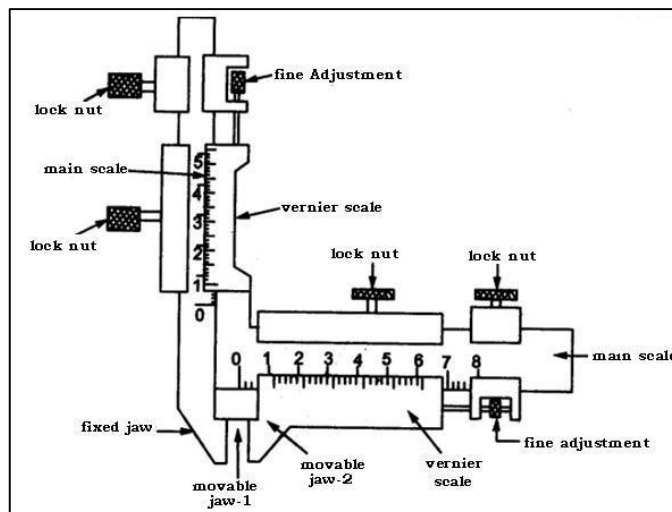 fine Adjustment
lock nut
5
main scale
4
vernier scale
3
lock nut
2
lock nut
lock nut
1
0
0 1 2 3 4 5 6 7 8
main scale
fixed jaw
fine adjustment
movable
jaw-2
vernier
scale
movable
jaw-1